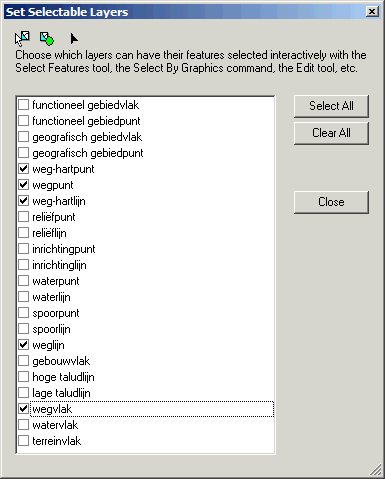 Set Selectable Layers
Choose which layers can have their features selected interactively with the
Select Features tool, the Select By Graphics command, the Edit tool, etc.
functioneel gebiedvlak
functioneel gebiedpunt
geografisch gebiedvlak
geografisch gebiedpunt
weg-hartpunt
wegpunt
weg-hartlijn
reliëfpunt
reliëflijn
inrichtingpunt
inrichtinglijn
waterpunt
waterlijn
spoorpunt
spoorlijn
weglijn
gebouwvlak
hoge taludlijn
lage taludlijn
wegvlak
watervlak
terreinvlak
Select All
Clear All
Close